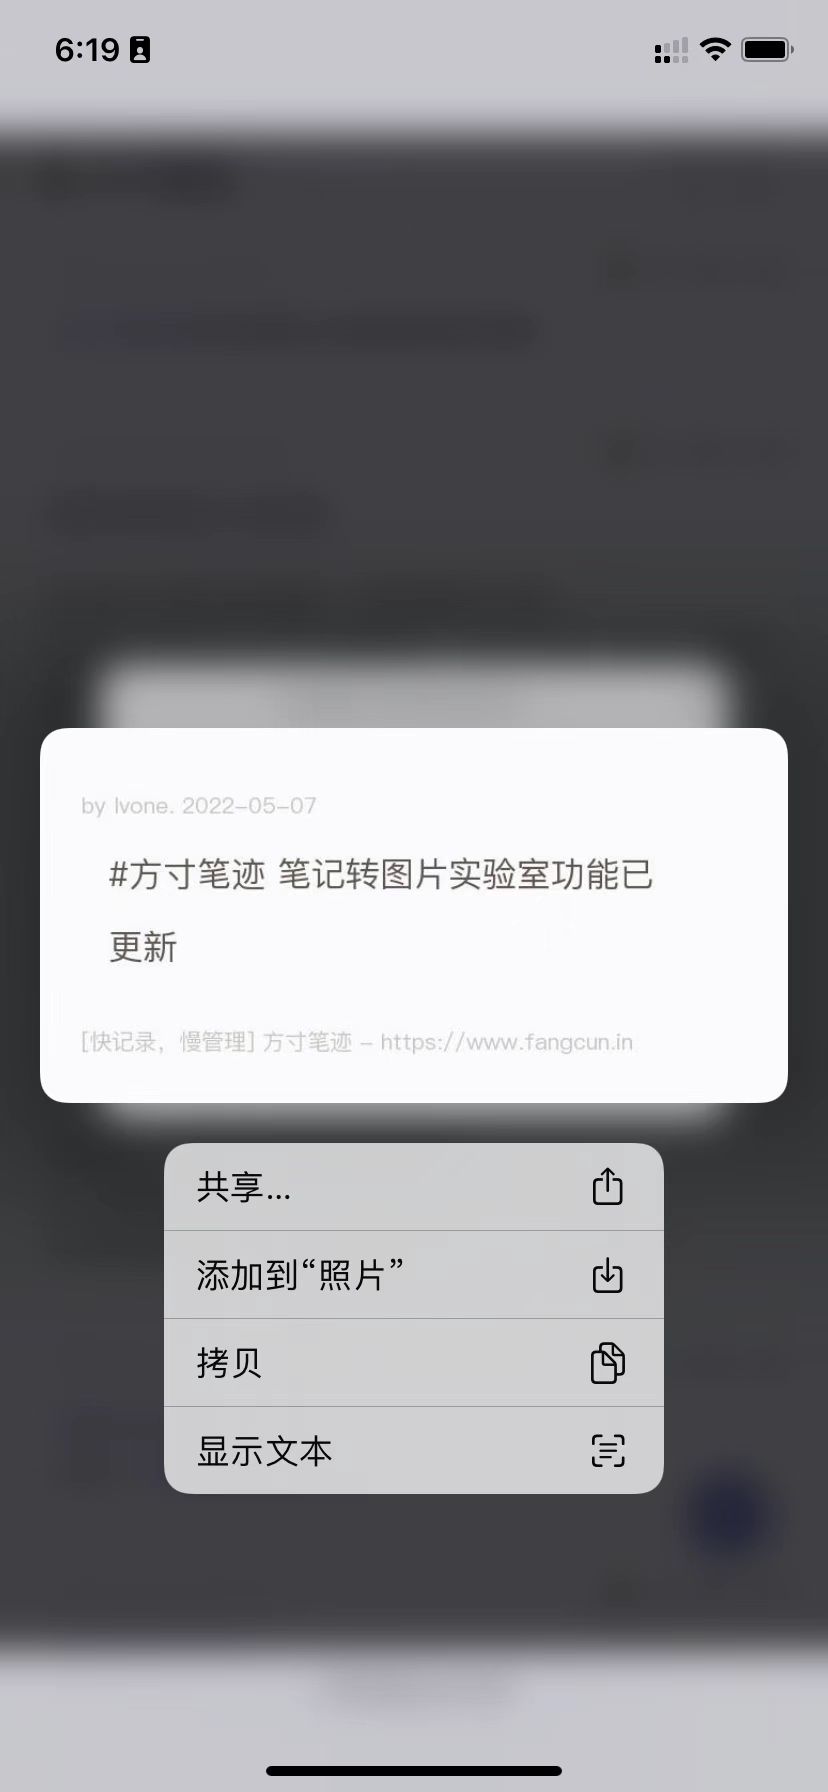 6:19
by Ivone. 2022-05-07
#方寸笔迹 笔记转图片实验室功能已
更新
[快记录，慢管理] 方寸笔迹 - https://www.fangcun.in
共享...
添加到“照片”
拷贝
显示文本